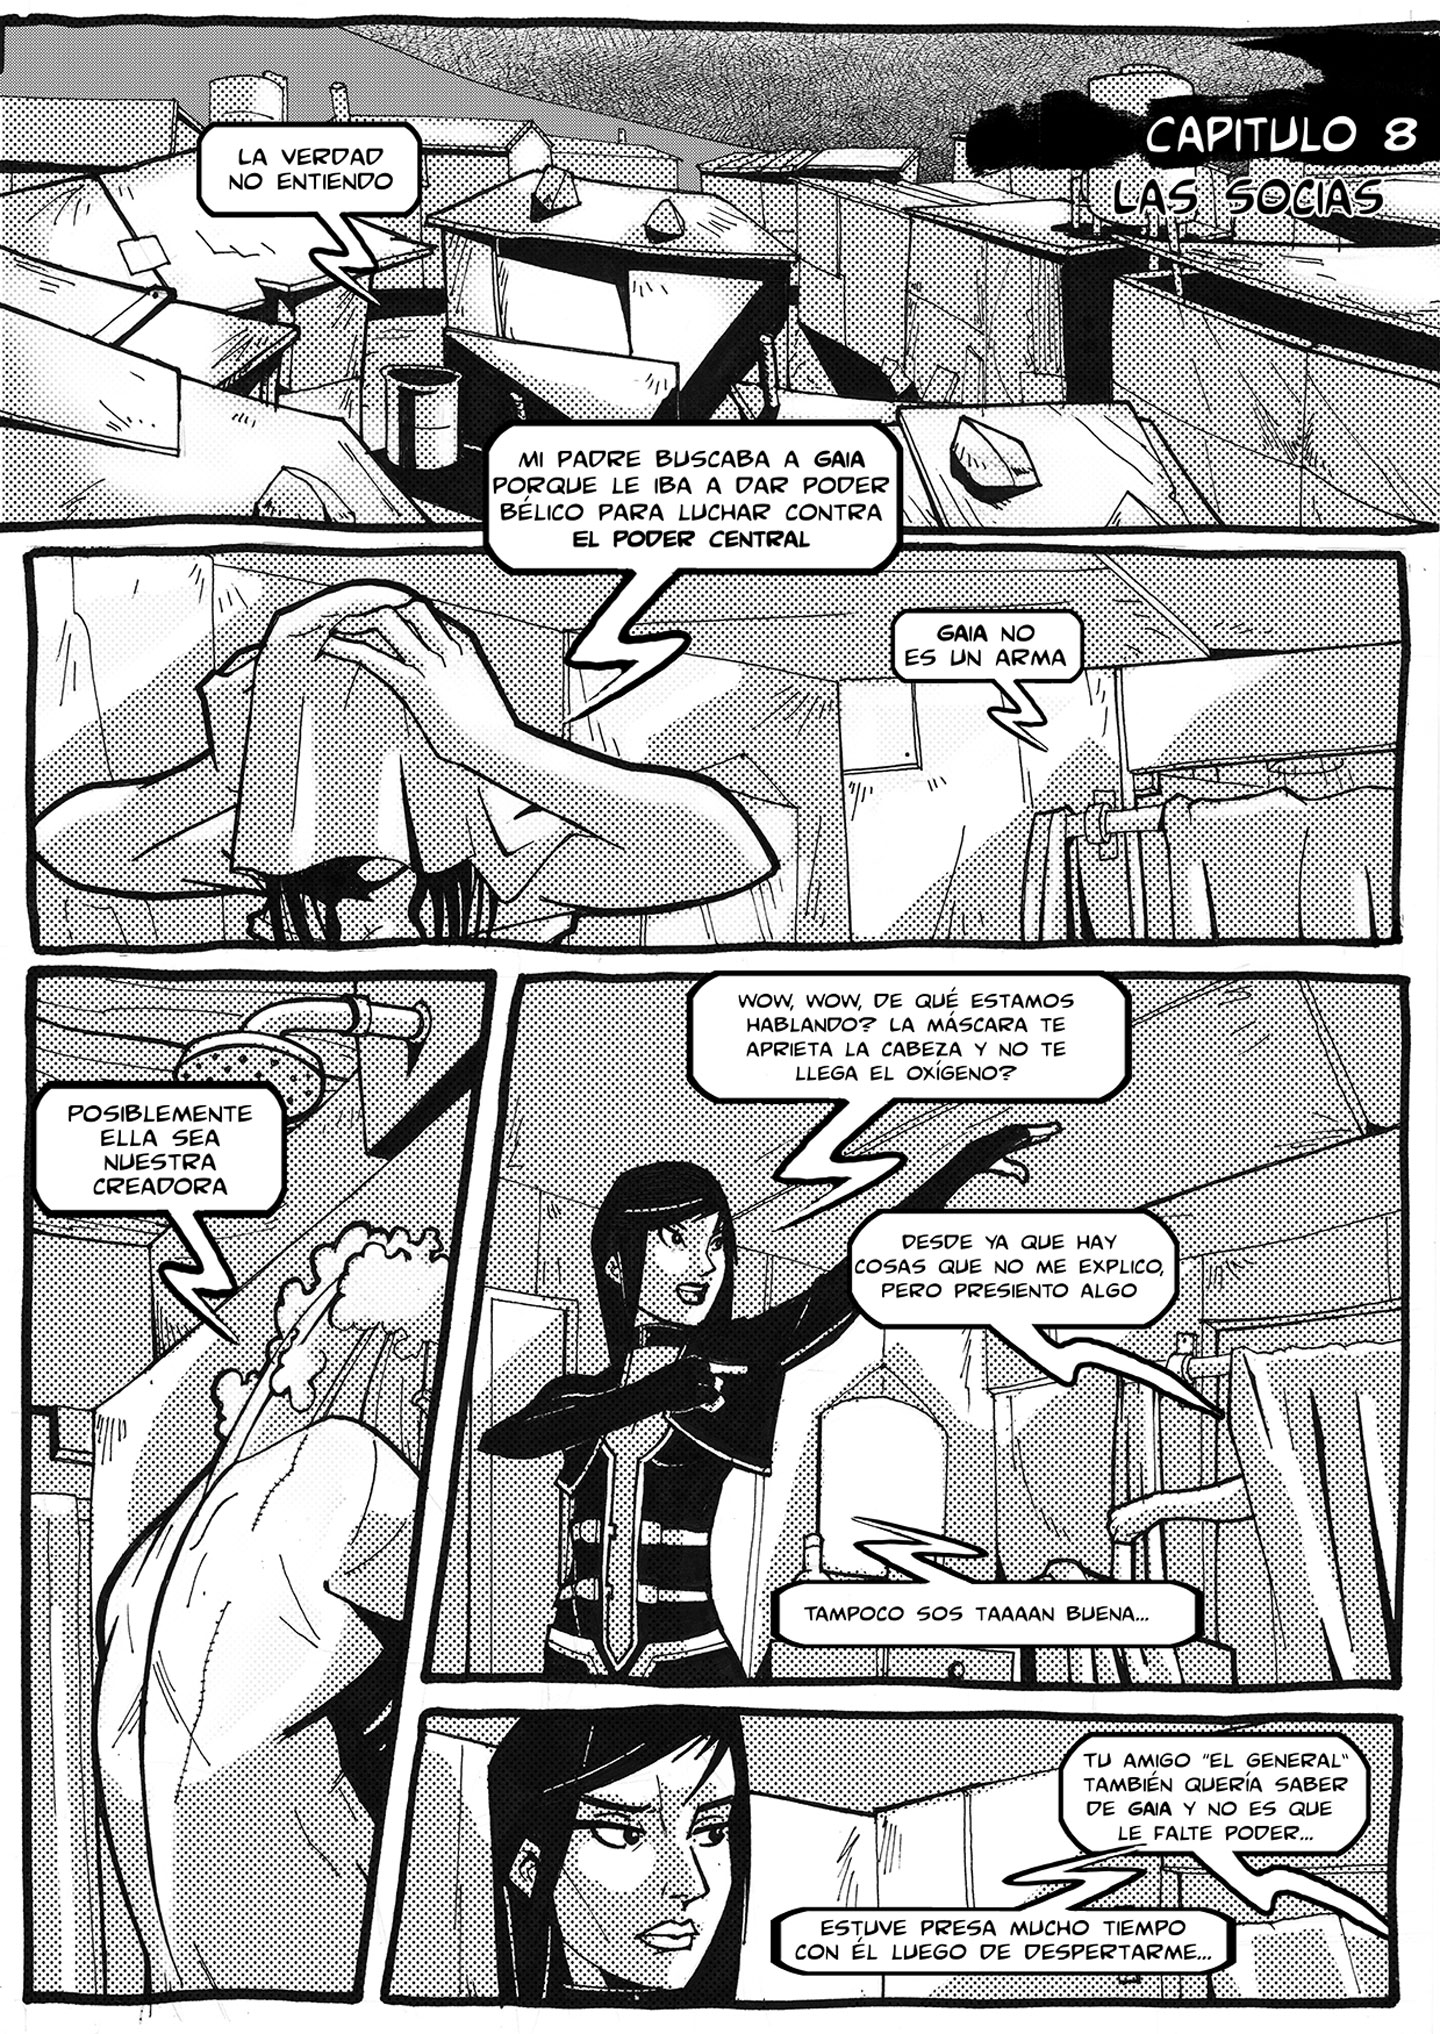 CAPITULO 8
LAS SOCIAS
LA VERDAD
NO ENTIENDO
MI PADRE BUSCABA A GAIA
PORQUE LE IBA A DAR PODER
BÉLICO PARA LUCHAR CONTRA
EL PODER CENTRAL
GAIA NO
ES UN ARMA
POSIBLEMENTE
ELLA SEA
NUESTRA
CREADORA
WOW, WOW, DE QUÉ ESTAMOS
HABLANDO? LA MÁSCARA TE
APRIETA LA CABEZA Y NO TE
LLEGA EL OXÍGENO?
DESDE YA QUE HAY
COSAS QUE NO ME EXPLICO,
PERO PRESIENTO ALGO
TAMPOCO SOS TAAAAN BUENA...
TU AMIGO "EL GENERAL"
TAMBIÉN QUERÍA SABER
DE GAIA Y NO ES QUE
LE FALTE PODER...
ESTUVE PRESA MUCHO TIEMPO
CON ÉL LUEGO DE DESPERTARME...